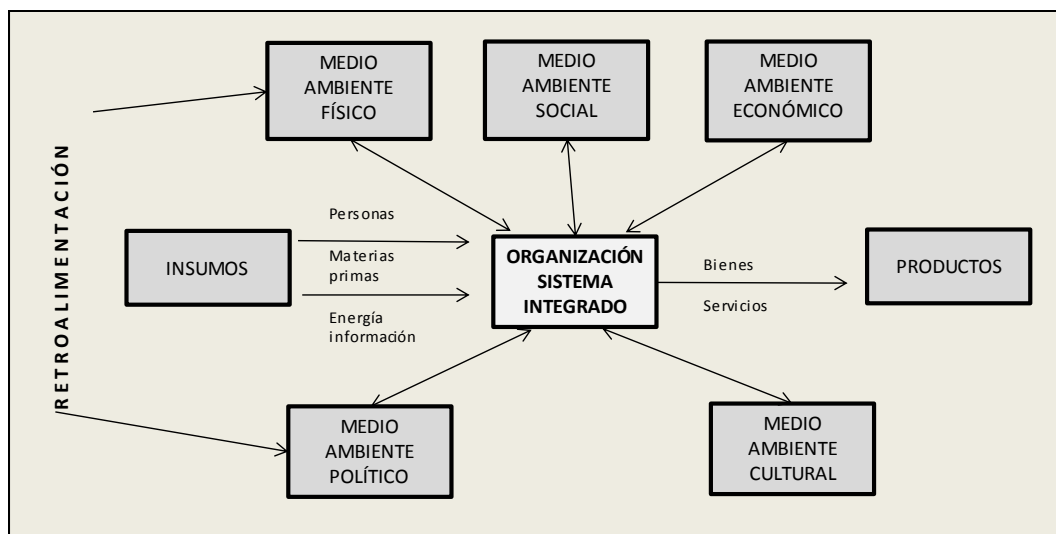 MEDIO
AMBIENTE
FÍSICO
MEDIO
AMBIENTE
SOCIAL
MEDIO
AMBIENTE
ECONÓMICO
RETROALIMENTACIÓN
INSUMOS
Personas
Materias
primas
Energía
información
ORGANIZACIÓN
SISTEMA
INTEGRADO
Bienes
Servicios
PRODUCTOS
MEDIO
AMBIENTE
POLÍTICO
MEDIO
AMBIENTE
CULTURAL